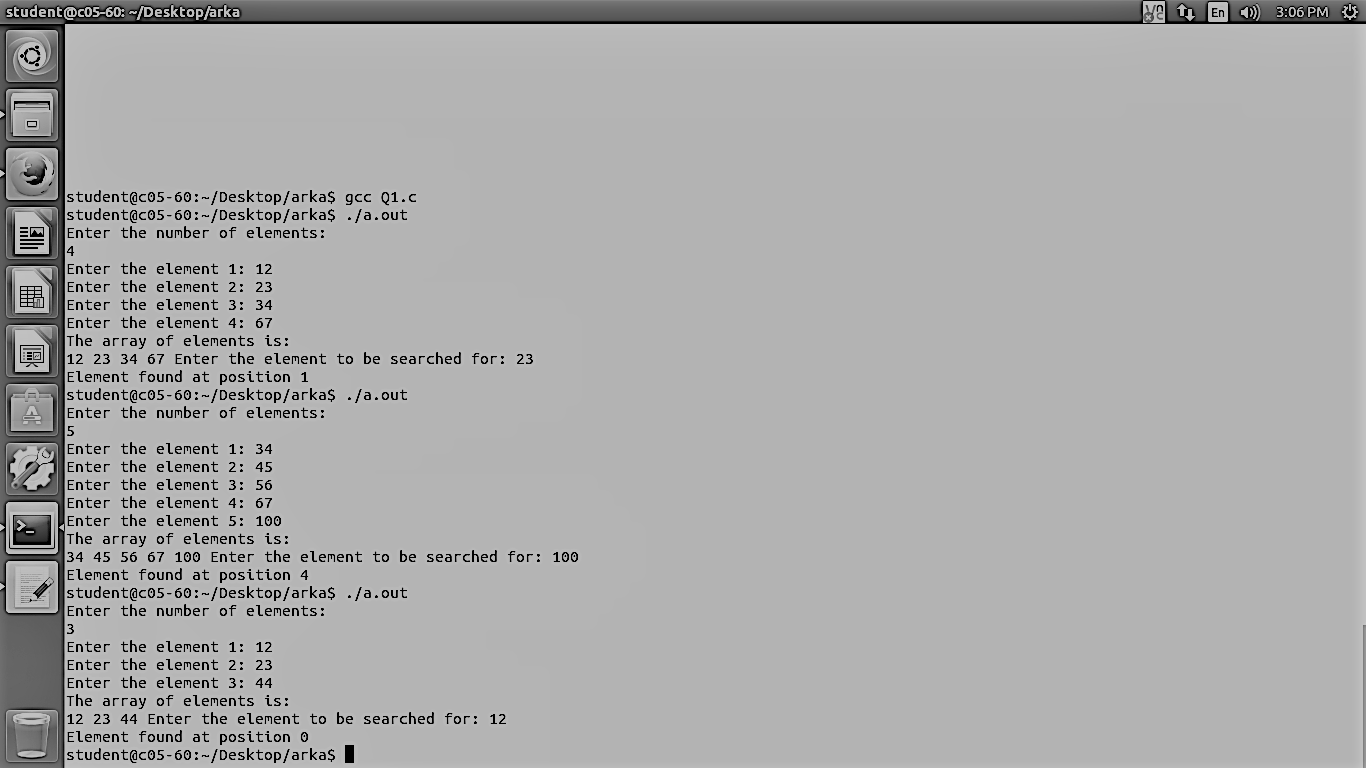 student@c05-60: ~/Desktop/arka
En
3:06 PM
student@c05-60:~/Desktop/arka$ gcc Q1.c
student@c05-60:~/Desktop/arka$ ./a.out
Enter the number of elements:
4
Enter the element 1: 12
Enter the element 2: 23
Enter the element 3: 34
Enter the element 4: 67
The array of elements is:
12 23 34 67 Enter the element to be searched for: 23
Element found at position 1
student@c05-60:~/Desktop/arka$ ./a.out
Enter the number of elements:
5
Enter the element 1: 34
Enter the element 2: 45
Enter the element 3: 56
Enter the element 4: 67
Enter the element 5: 100
The array of elements is:
34 45 56 67 100 Enter the element to be searched for: 100
Element found at position 4
student@c05-60:~/Desktop/arka$ ./a.out
Enter the number of elements:
3
Enter the element 1: 12
Enter the element 2: 23
Enter the element 3: 44
The array of elements is:
12 23 44 Enter the element to be searched for: 12
Element found at position 0
student@c05-60:~/Desktop/arka$